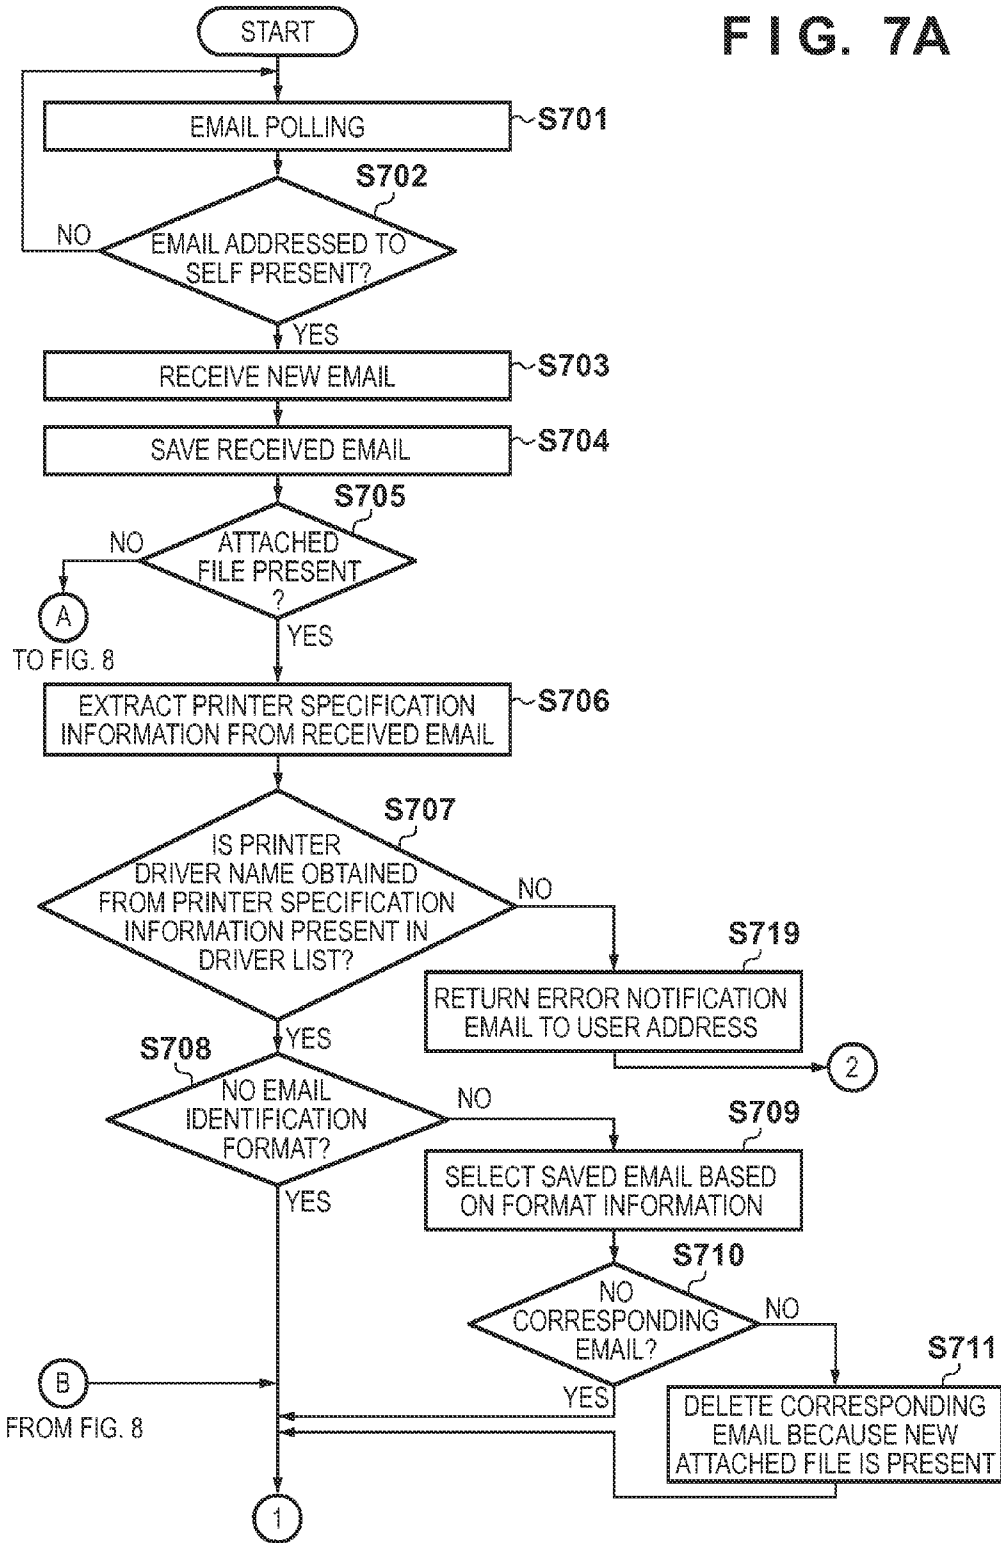 FIG. 7A
START
EMAIL POLLING
S701
S702
NO
EMAIL ADDRESSED TO
SELF PRESENT?
YES
RECEIVE NEW EMAIL
S703
SAVE RECEIVED EMAIL
S704
S705
NO
ATTACHED
FILE PRESENT
?
A
TO FIG. 8
YES
EXTRACT PRINTER SPECIFICATION
INFORMATION FROM RECEIVED EMAIL
S706
S707
IS PRINTER
DRIVER NAME OBTAINED
FROM PRINTER SPECIFICATION
INFORMATION PRESENT IN
DRIVER LIST?
NO
S719
RETURN ERROR NOTIFICATION
EMAIL TO USER ADDRESS
2
YES
S708
NO EMAIL
IDENTIFICATION
FORMAT?
NO
S709
SELECT SAVED EMAIL BASED
ON FORMAT INFORMATION
YES
S710
NO
CORRESPONDING
EMAIL?
NO
YES
S711
DELETE CORRESPONDING
EMAIL BECAUSE NEW
ATTACHED FILE IS PRESENT
B
FROM FIG. 8
1